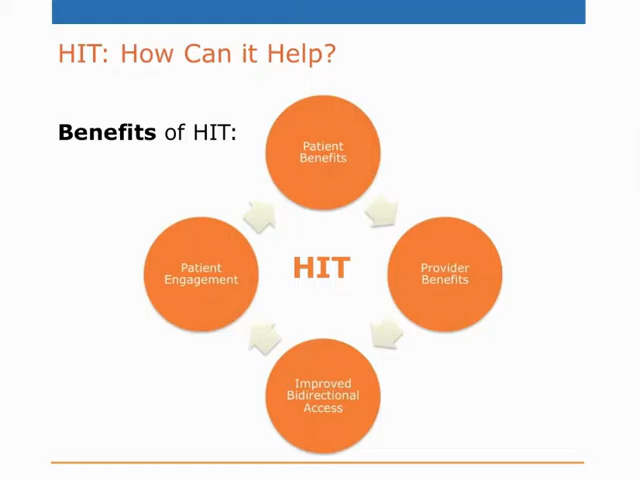 HIT: How Can it Help?
Benefits of HIT:
Patient
Benefits
Patient
Engagement
HIT
Provider
Benefits
Improved
Bidirectional
Access